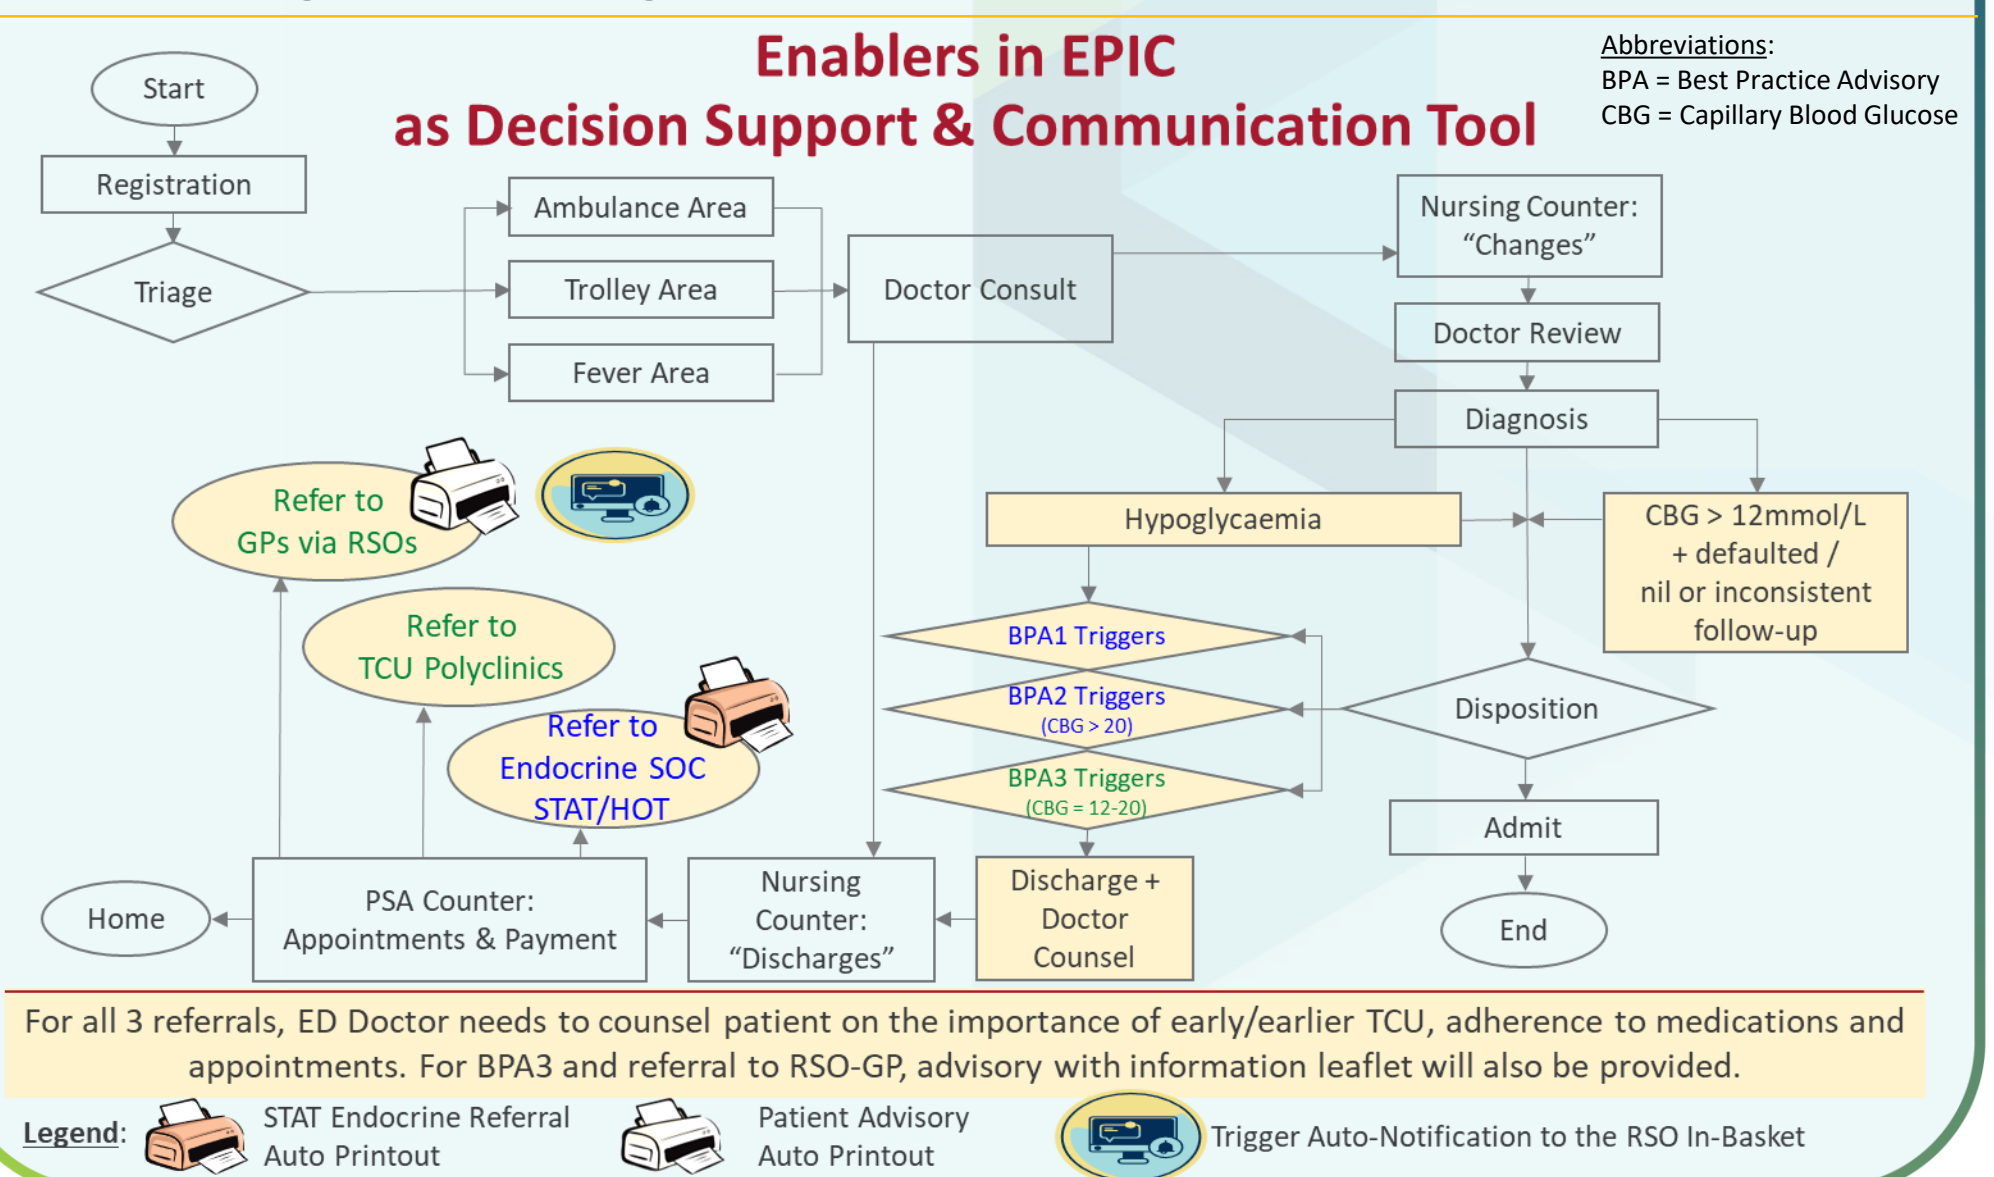 Enablers in EPIC
as Decision Support & Communication Tool
Abbreviations:
BPA = Best Practice Advisory
CBG = Capillary Blood Glucose
Start
Registration
Triage
Ambulance Area
Trolley Area
Fever Area
Doctor Consult
Nursing Counter:
“Changes”
Doctor Review
Diagnosis
Hypoglycaemia
CBG > 12mmol/L
+ defaulted /
nil or inconsistent
follow-up
BPA1 Triggers
BPA2 Triggers
(CBG > 20)
BPA3 Triggers
(CBG = 12-20)
Disposition
Admit
End
Refer to
GPs via RSOs
Refer to
TCU Polyclinics
Refer to
Endocrine SOC
STAT/HOT
Home
PSA Counter:
Appointments & Payment
Nursing
Counter:
“Discharges”
Discharge +
Doctor
Counsel
For all 3 referrals, ED Doctor needs to counsel patient on the importance of early/earlier TCU, adherence to medications and
appointments. For BPA3 and referral to RSO-GP, advisory with information leaflet will also be provided.
Legend:
STAT Endocrine Referral
Auto Printout
Patient Advisory
Auto Printout
Trigger Auto-Notification to the RSO In-Basket